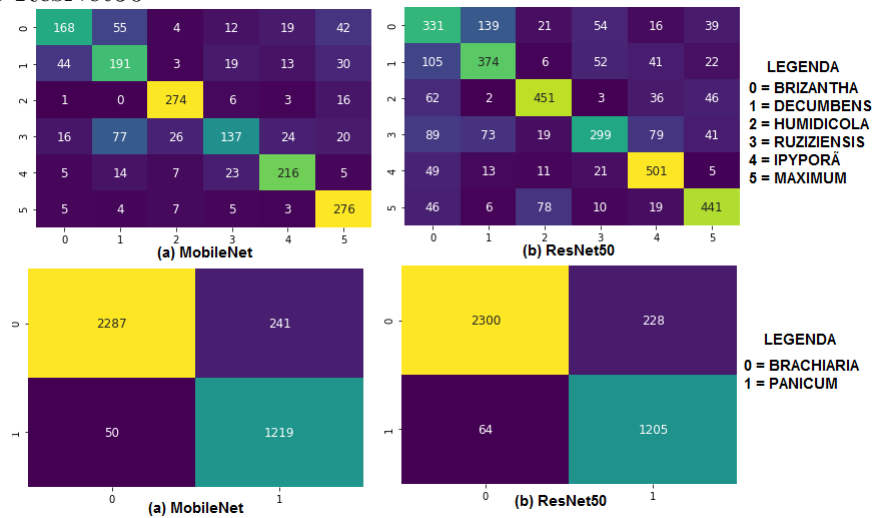 0 168 55 4 12 19 42
1 44 191 3 19 13 30
2 1 0 274 6 3 16
3 16 77 26 137 24 20
4 5 14 7 23 216 5
5 5 4 7 5 3 276
0 1 2 3 4 5
(a) MobileNet
0 331 139 21 54 16 39
1 105 374 6 52 41 22
2 62 2 451 3 36 46
3 89 73 19 299 79 41
4 49 13 11 21 501 5
5 46 6 78 10 19 441
0 1 2 3 4 5
(b) ResNet50
LEGENDA
0 = BRIZANTHA
1 = DECUMBENS
2 = HUMIDICOLA
3 = RUZIZIENSIS
4 = IPYPORÃ
5 = MAXIMUM
0 2287 241
1 50 1219
0 1
(a) MobileNet
0 2300 228
1 64 1205
0 1
(b) ResNet50
LEGENDA
0 = BRACHIARIA
1 = PANICUM